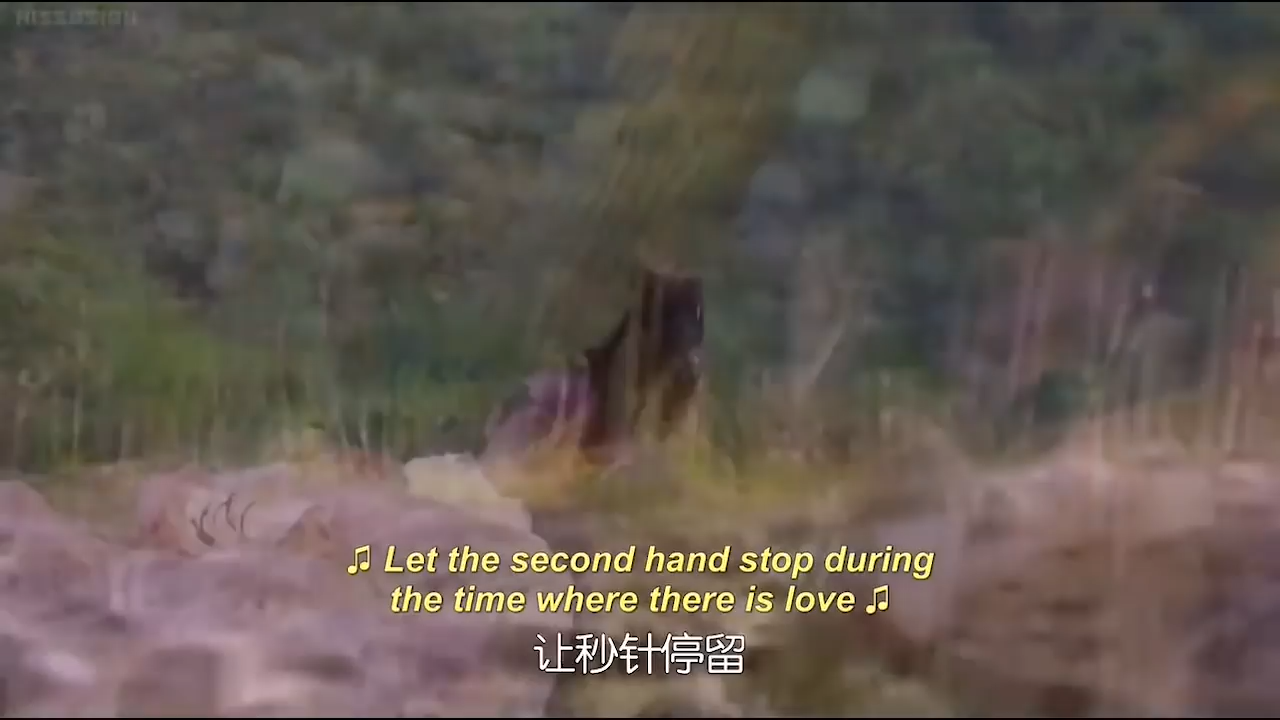 ♫ Let the second hand stop during
the time where there is love ♫
让秒针停留